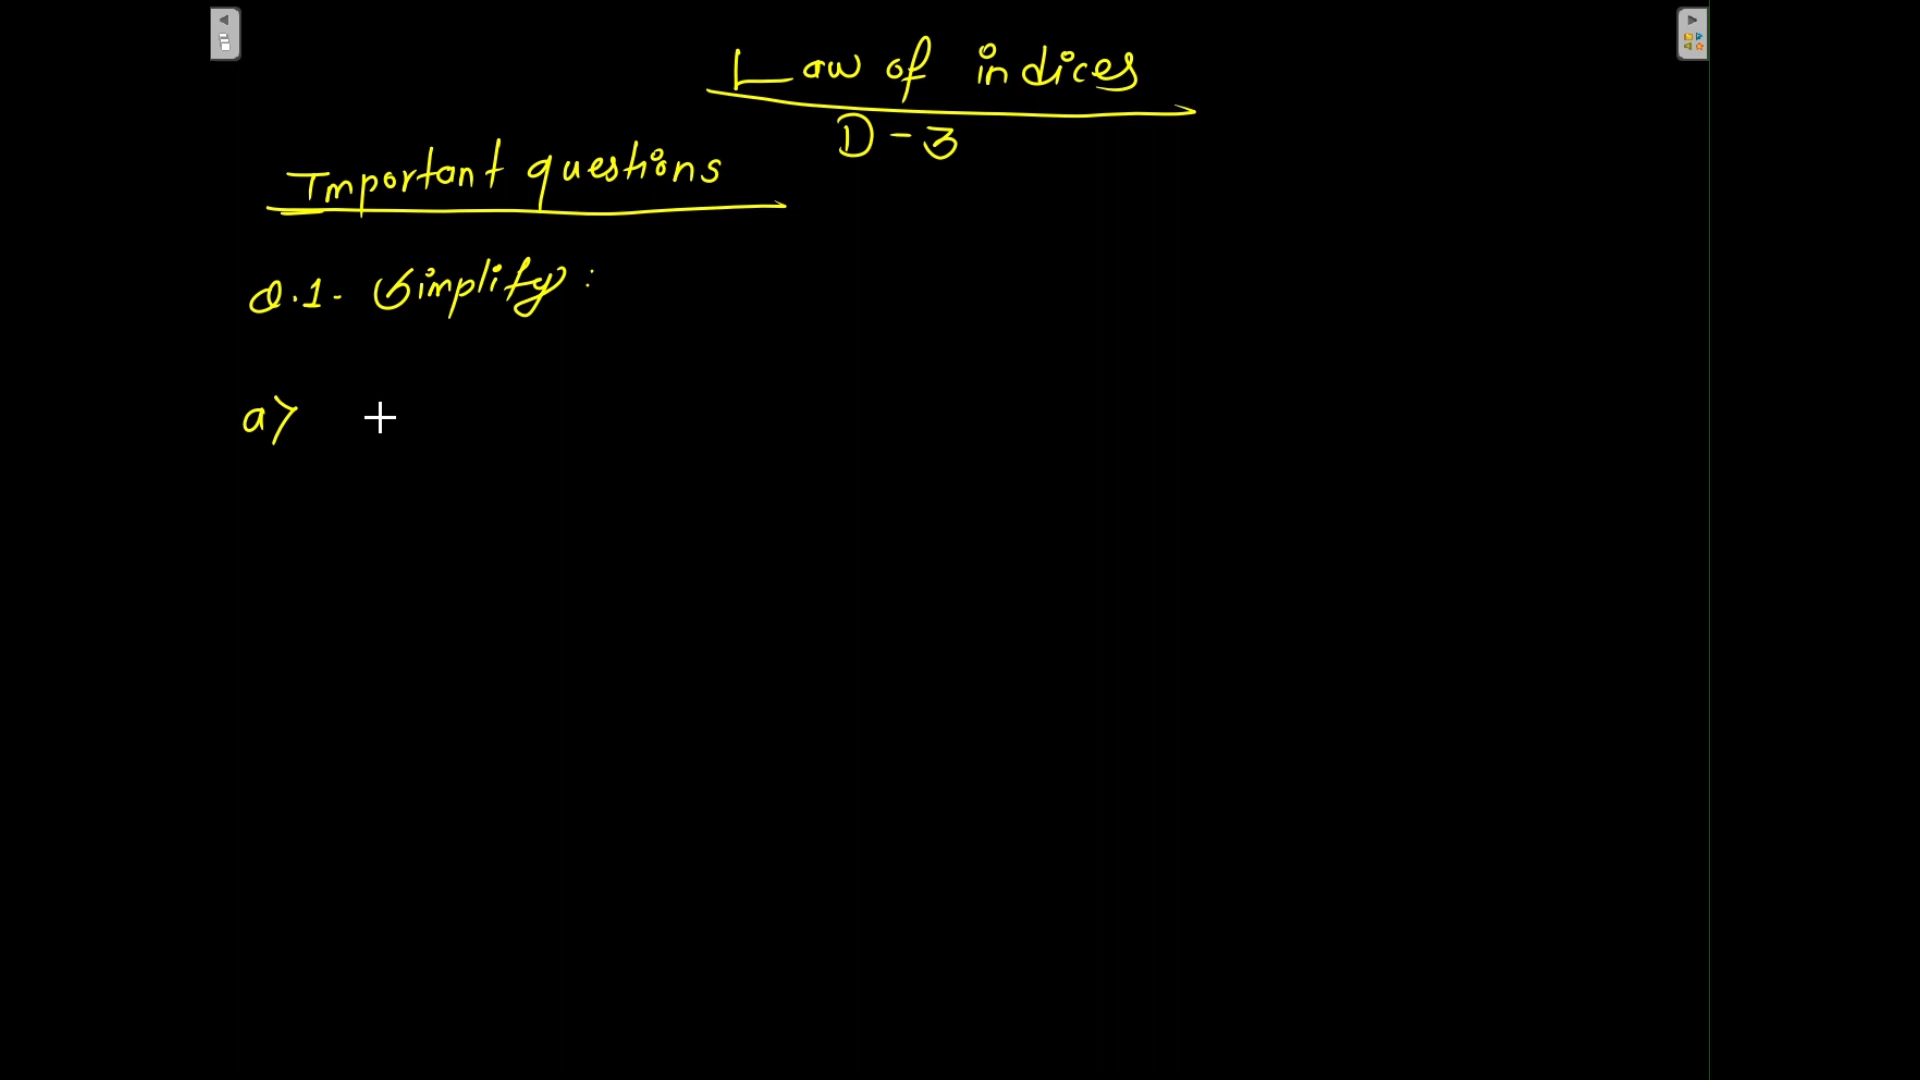 Law of indices
D-3
Important questions
Q.1- Simplify:
a>